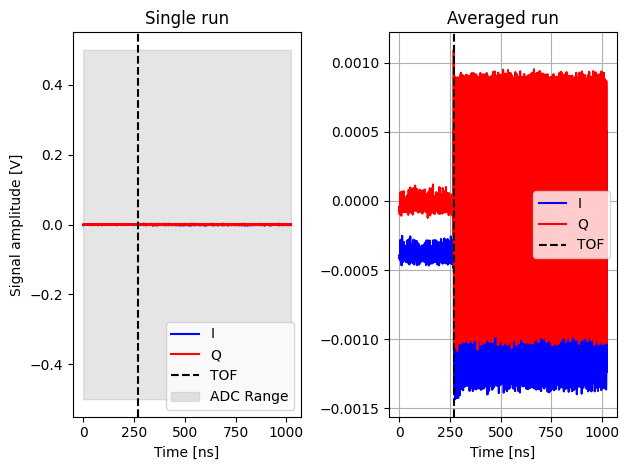 Single run
Averaged run
Signal amplitude [V]
0.4
0.2
0.0
−0.2
−0.4
0
250
500
750
1000
Time [ns]
I
Q
TOF
ADC Range
0.0010
0.0005
0.0000
−0.0005
−0.0010
−0.0015
0
250
500
750
1000
Time [ns]
I
Q
TOF